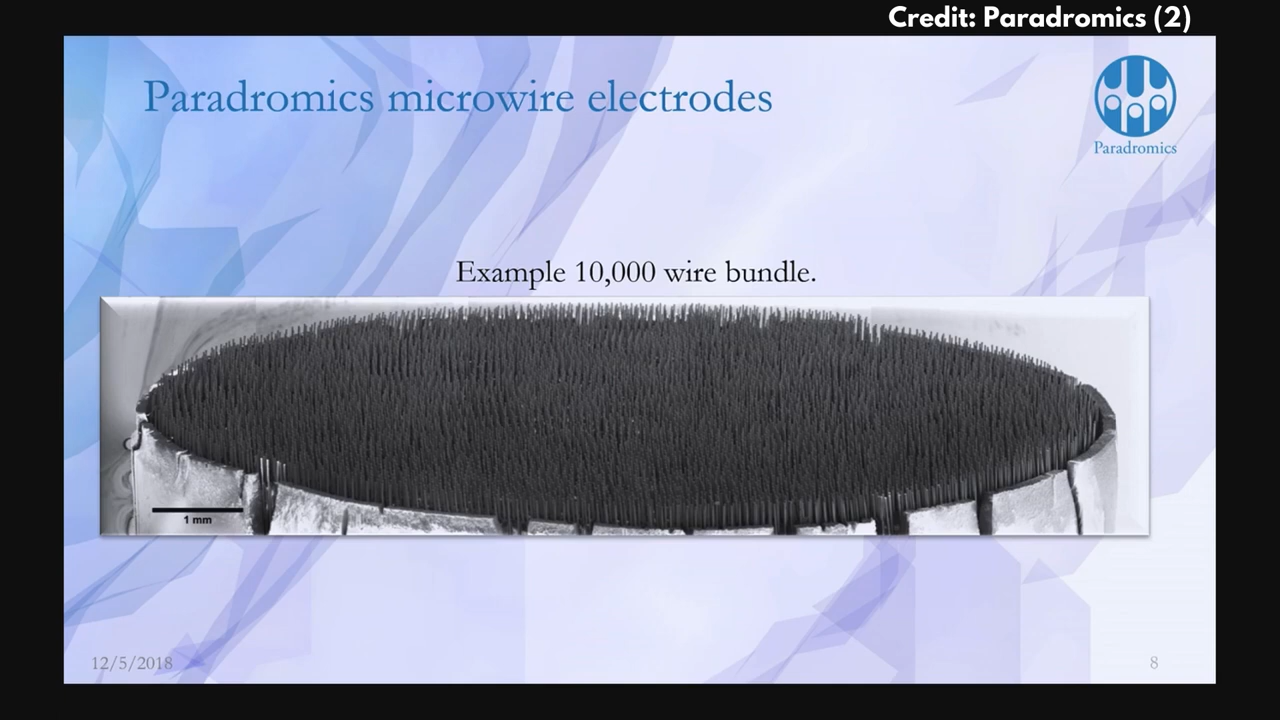 Credit: Paradromics (2)
Paradromics microwire electrodes
Paradromics
Example 10,000 wire bundle.
1 mm
12/5/2018
8